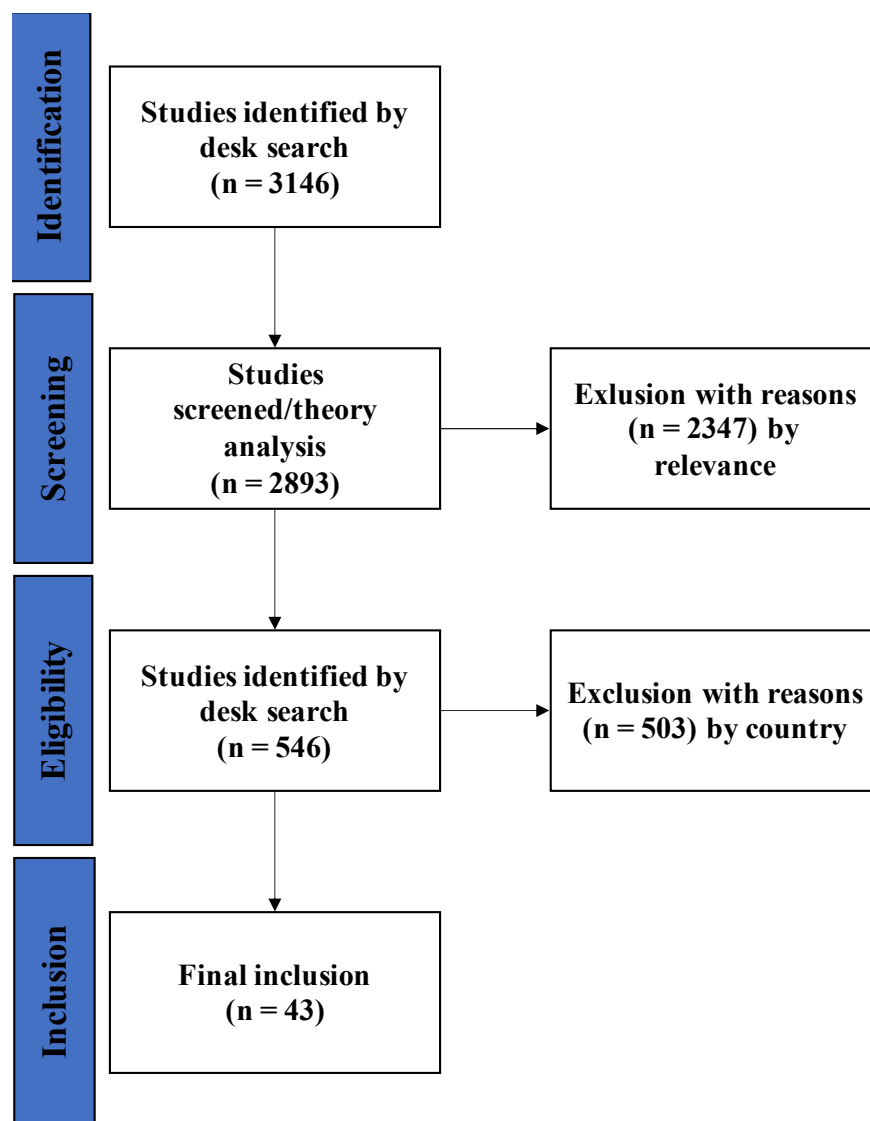 Identification
Studies identified by
desk search
(n = 3146)
Screening
Studies
screened/theory
analysis
(n = 2893)
Exlusion with reasons
(n = 2347) by
relevance
Eligibility
Studies identified by
desk search
(n = 546)
Exclusion with reasons
(n = 503) by country
Inclusion
Final inclusion
(n = 43)